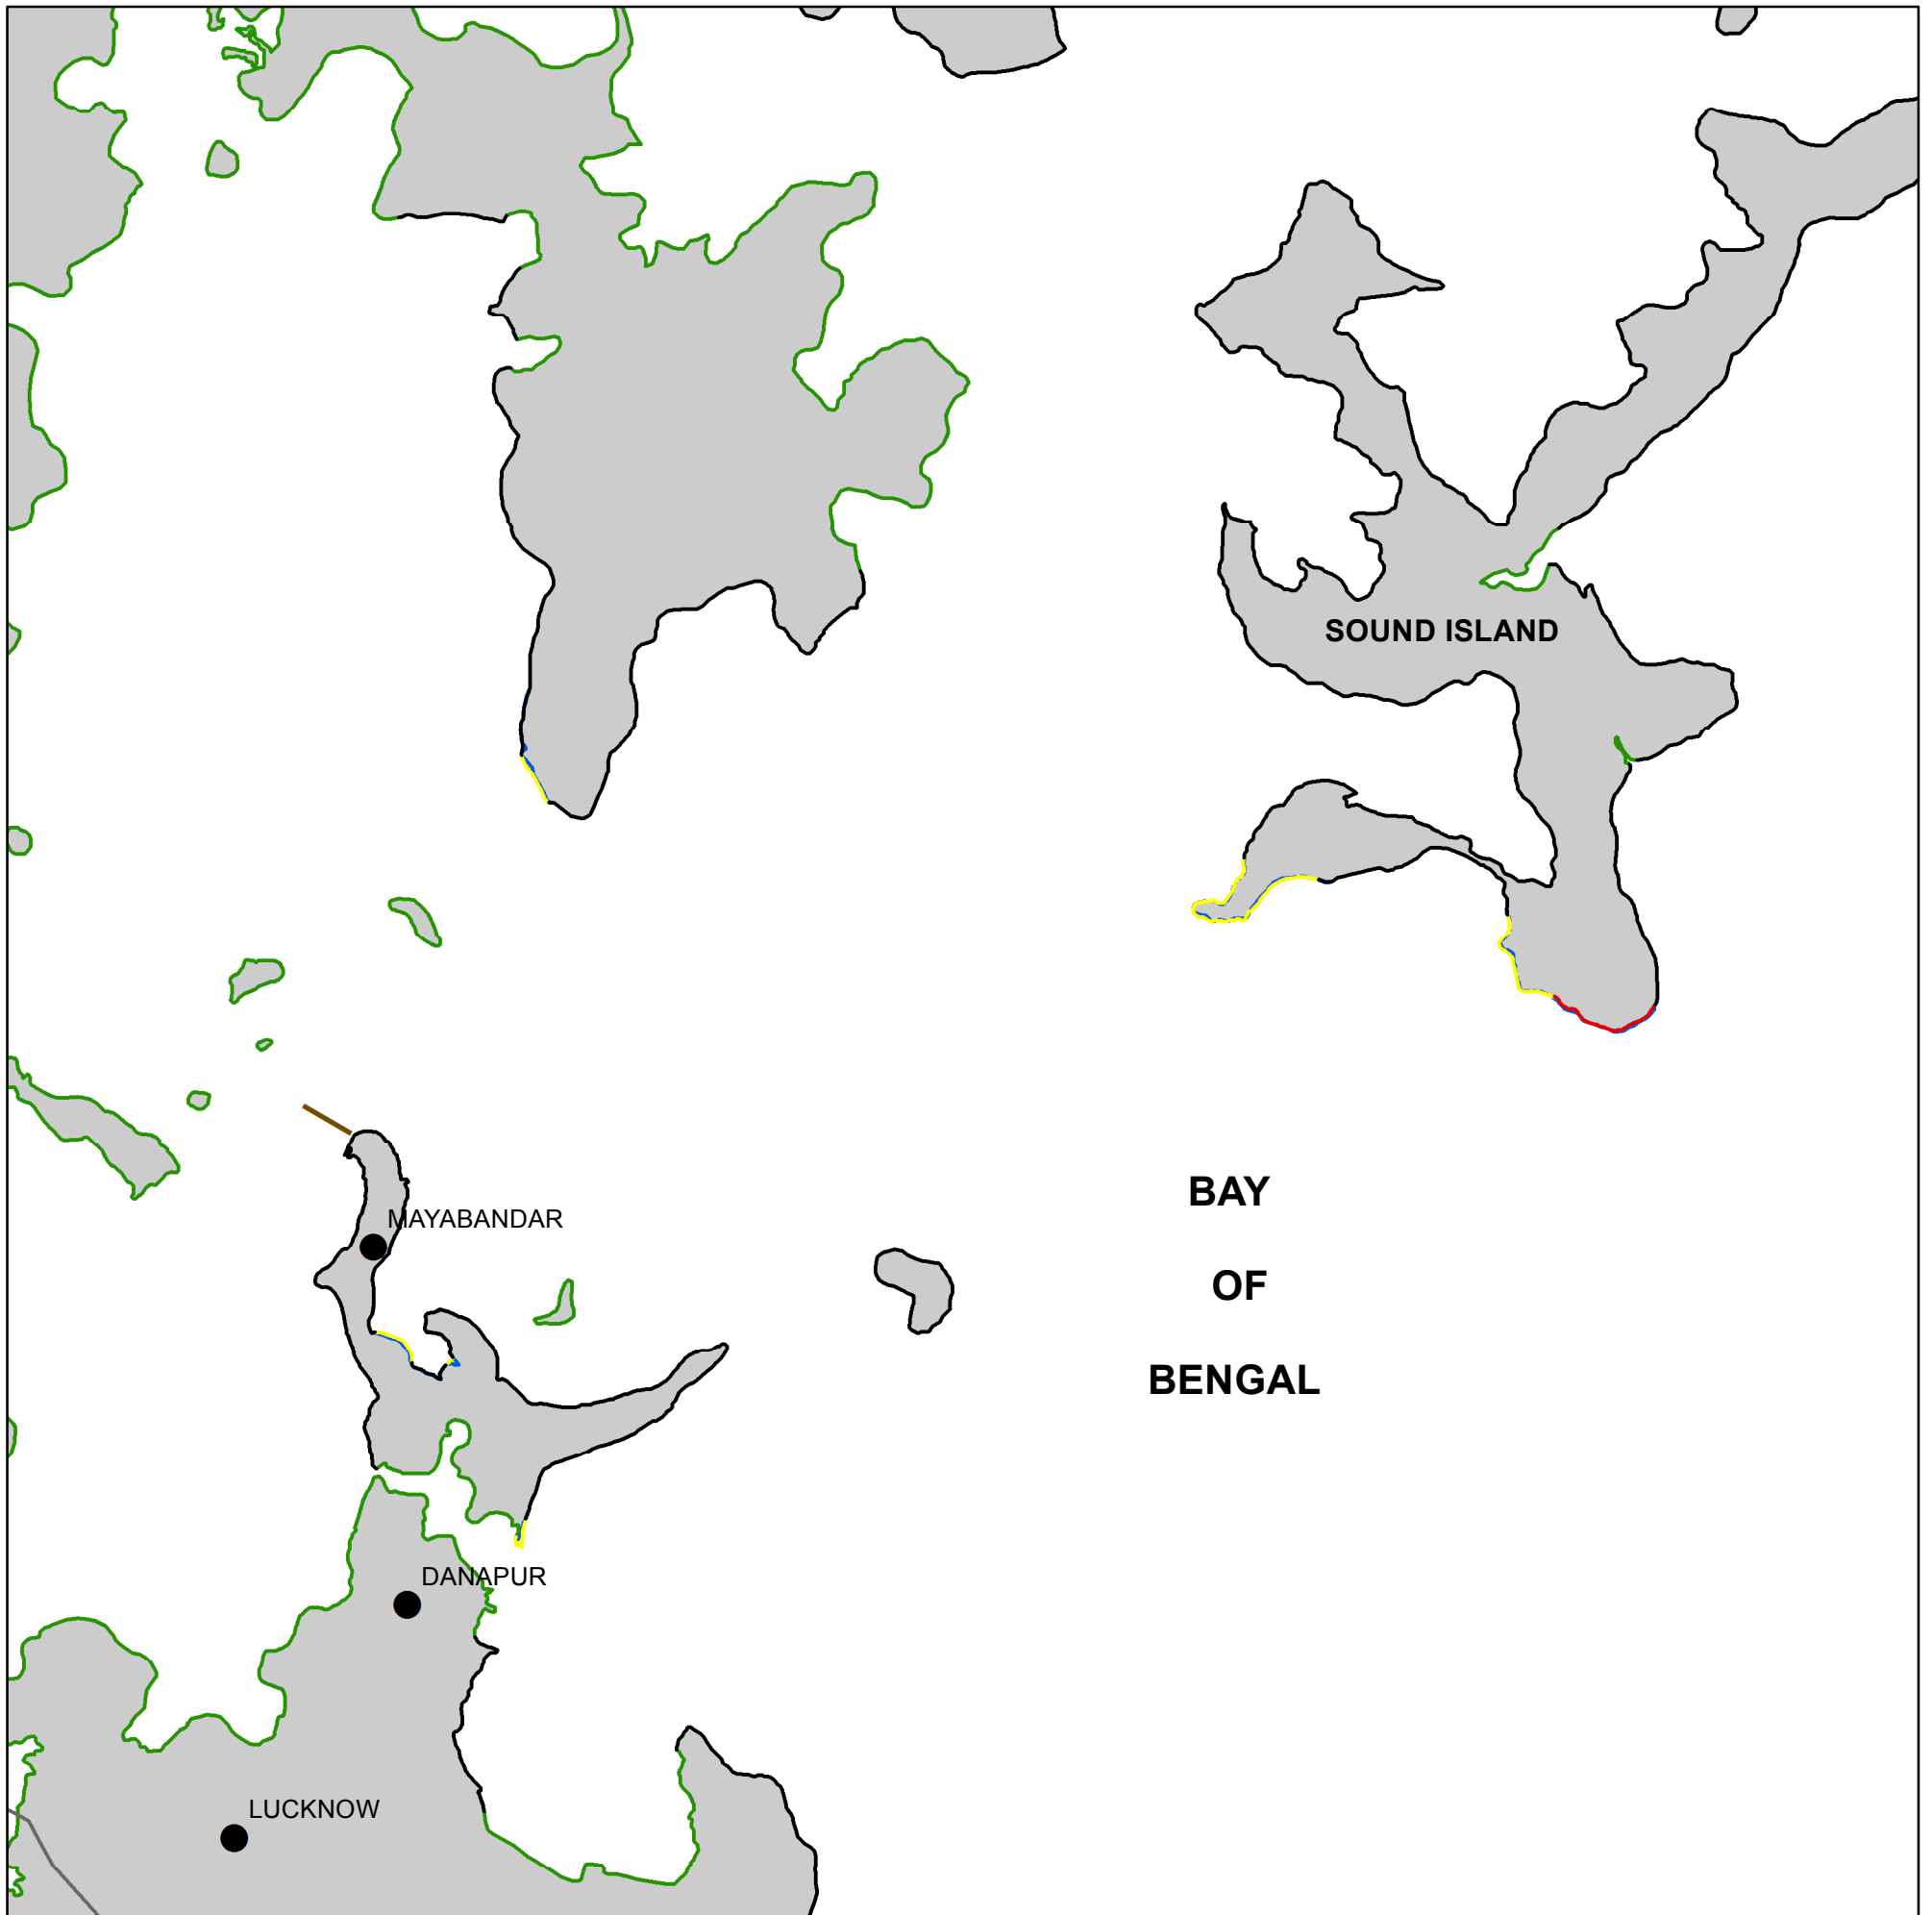 SOUND ISLAND
BAY
MAYABANDAR
OF
BENGAL
DANAPUR
LUCKNOW